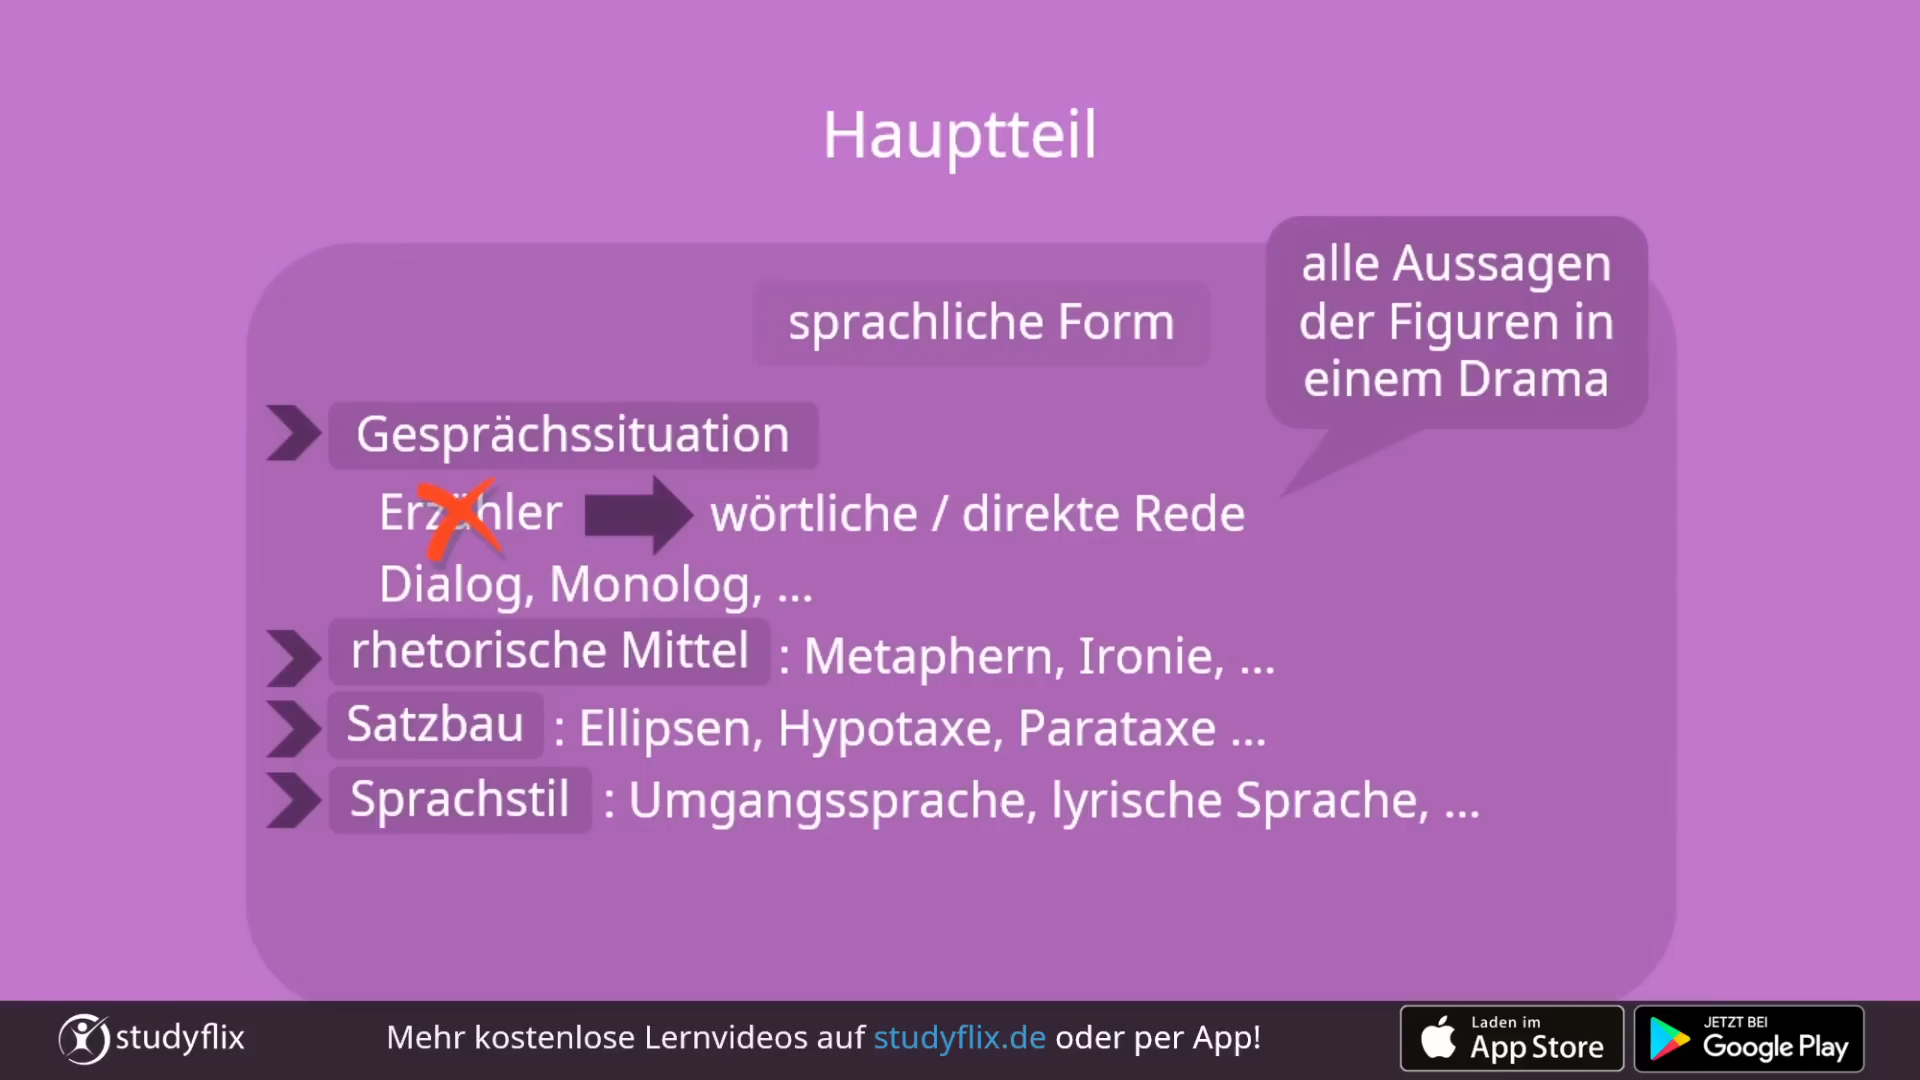 Hauptteil
alle Aussagen
der Figuren in
einem Drama
sprachliche Form
Gesprächssituation
Erzähler wörtliche / direkte Rede
Dialog, Monolog, ...
rhetorische Mittel : Metaphern, Ironie, ...
Satzbau : Ellipsen, Hypotaxe, Parataxe ...
Sprachstil : Umgangssprache, lyrische Sprache, ...
studyflix
Mehr kostenlose Lernvideos auf studyflix.de oder per App!
Laden im
App Store
JETZT BEI
Google Play